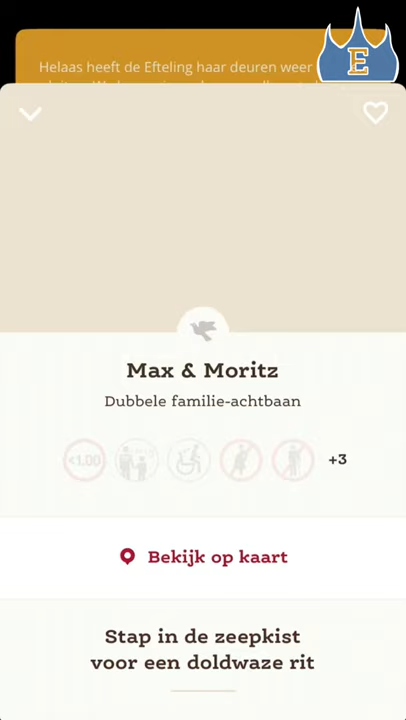 Helaas heeft de Efteling haar deuren weer
E
Max & Moritz
Dubbele familie-achtbaan
<1.00
+3
Bekijk op kaart
Stap in de zeepkist
voor een doldwaze rit